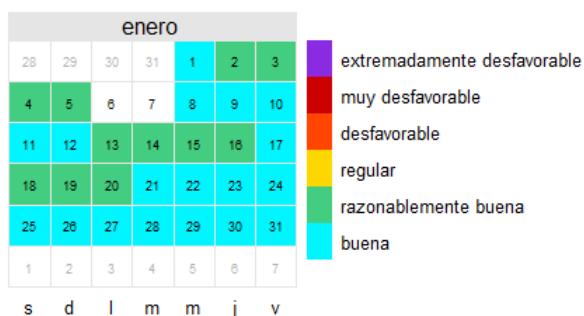 enero
28 29 30 31 1 2 3
4 5 6 7 8 9 10
11 12 13 14 15 16 17
18 19 20 21 22 23 24
25 26 27 28 29 30 31
1 2 3 4 5 6 7
s d l m m j v
extremadamente desfavorable
muy desfavorable
desfavorable
regular
razonablemente buena
buena